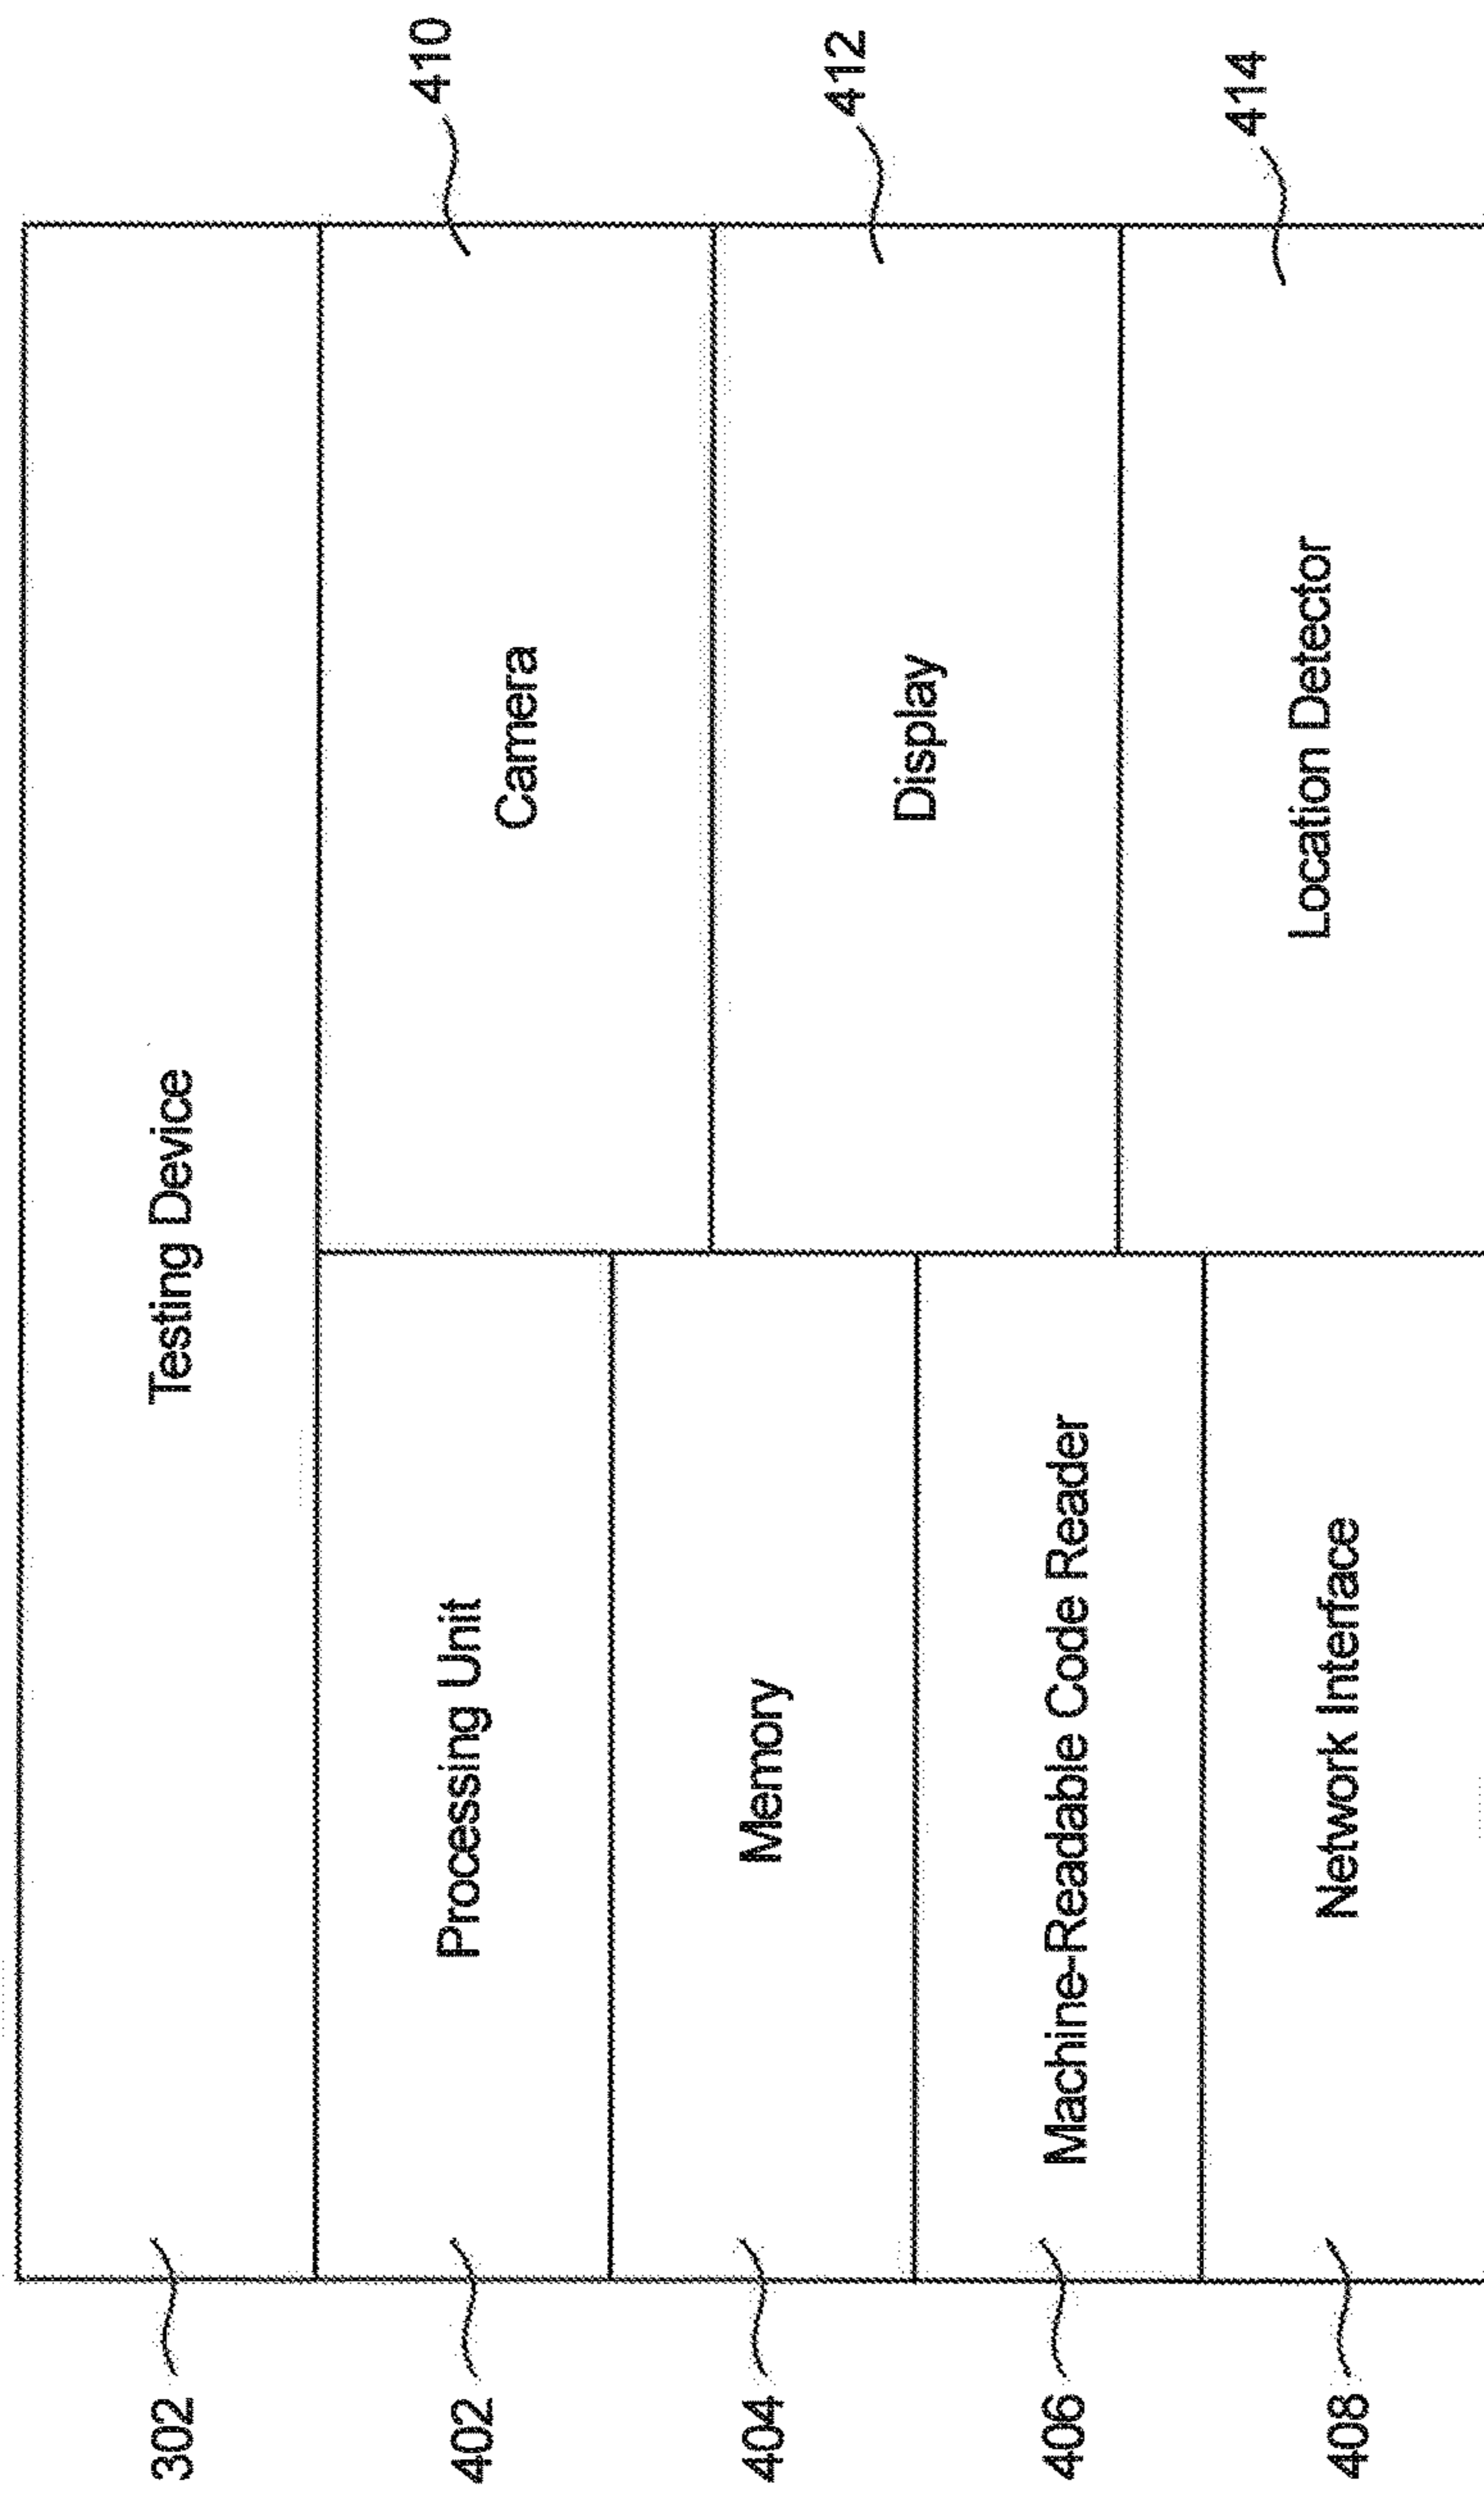 302
Testing Device
402
Processing Unit
404
Memory
406
Machine-Readable Code Reader
408
Network Interface
Camera
410
Display
412
Location Detector
414